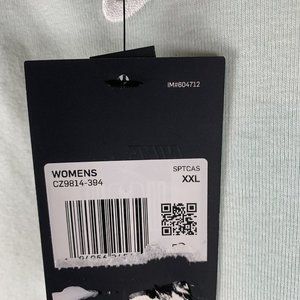 IM#604712
WOMENS
CZ9814-394
SPTCAS
XXL